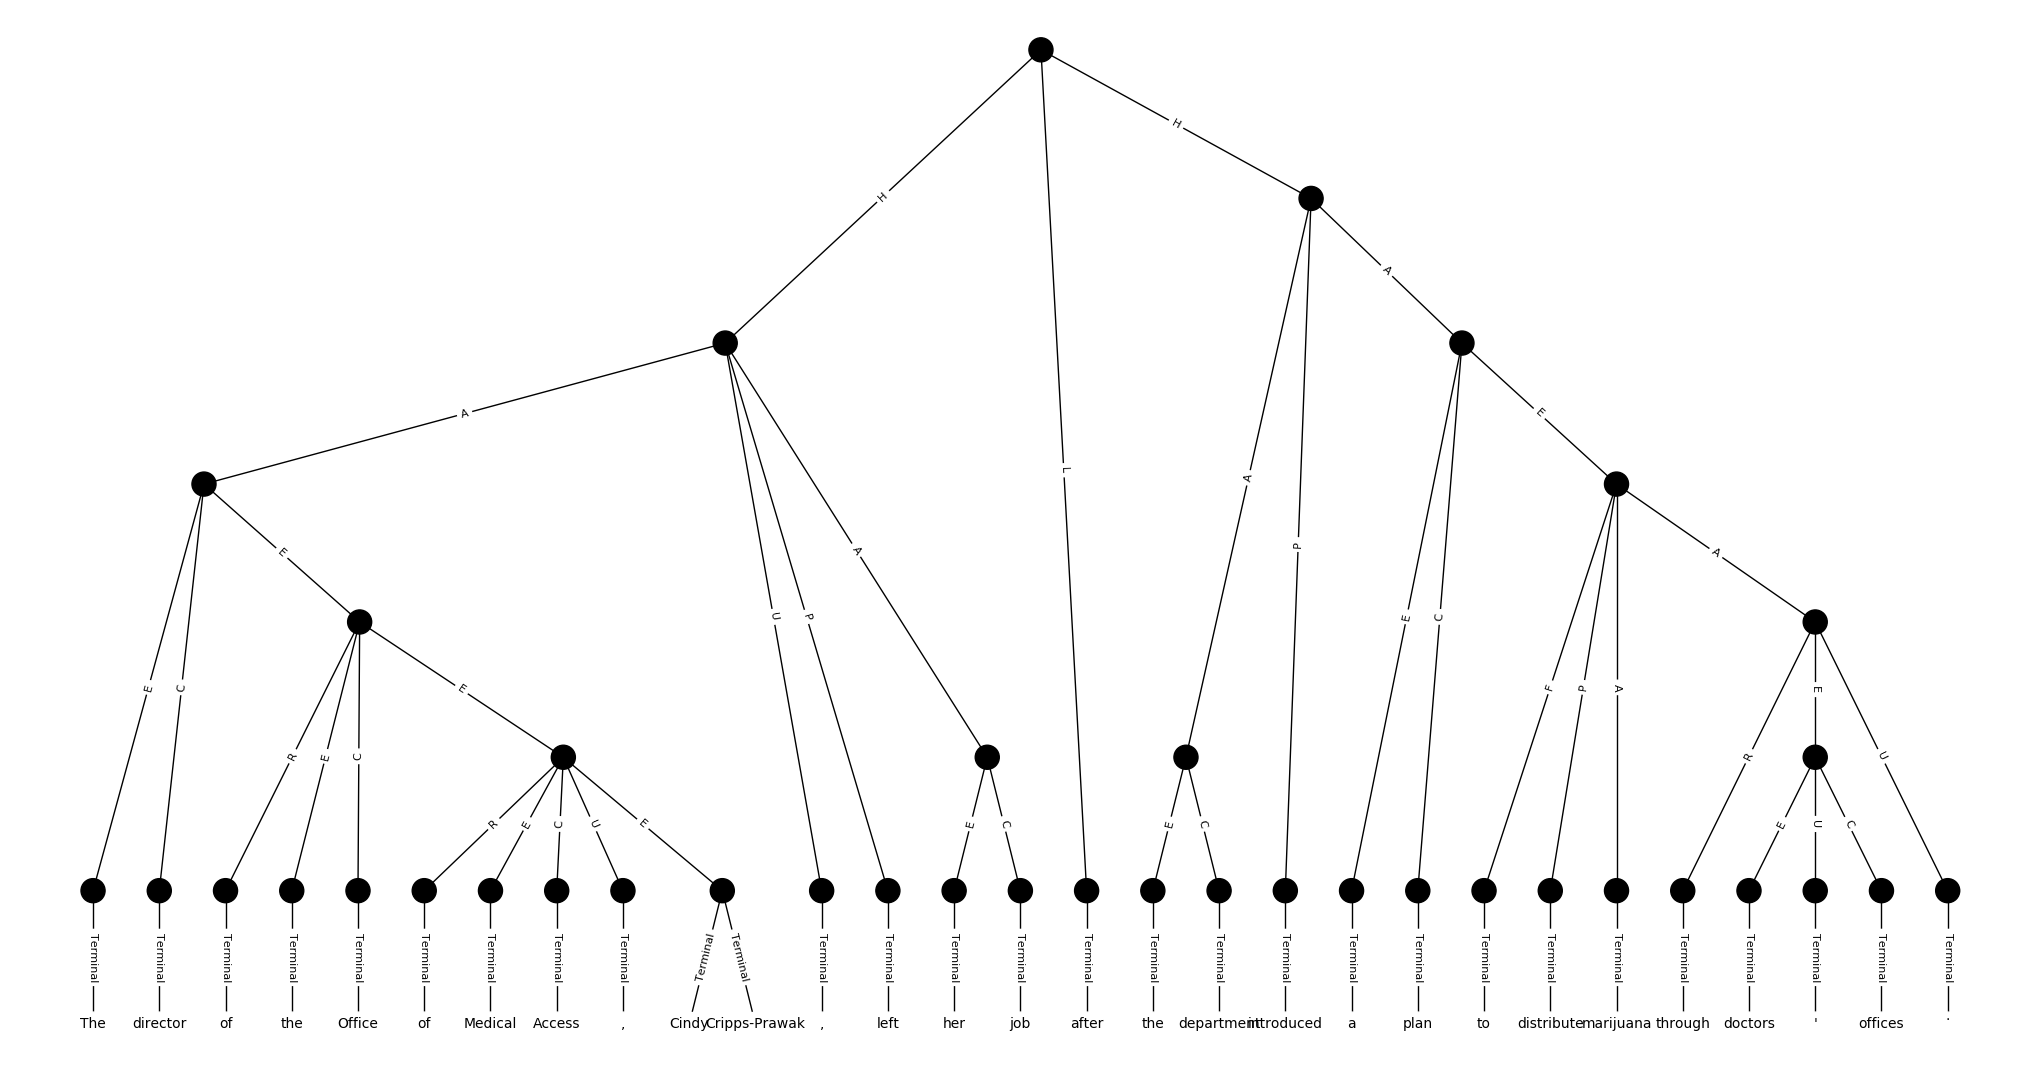 H
H
A
A
E
A
L
A
P
E
E
U
P
A
E
C
F
P
A
A
E
C
E
R
E
C
E
R
E
U
R
E
C
U
E
E
C
E
C
E
U
C
Terminal Terminal Terminal Terminal Terminal Terminal Terminal Terminal Terminal Terminal Terminal Terminal Terminal Terminal Terminal Terminal Terminal Terminal Terminal Terminal Terminal Terminal Terminal Terminal Terminal Terminal Terminal Terminal Terminal Terminal
The director of the Office of Medical Access , Cindy Cripps-Prawak , left her job after the department introduced a plan to distribute marijuana through doctors ' offices .